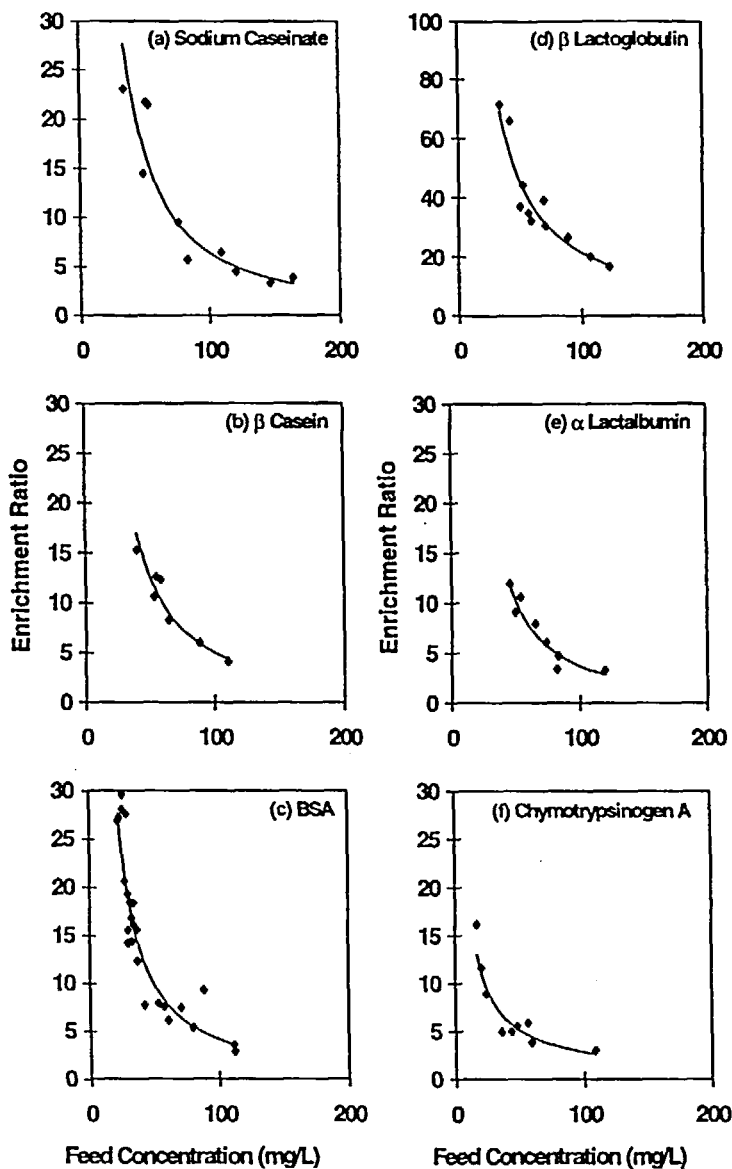 (a) Sodium Caseinate
30
25
20
15
10
5
0
0 100 200
(d) β Lactoglobulin
100
80
60
40
20
0
0 100 200
Enrichment Ratio
(b) β Casein
30
25
20
15
10
5
0
0 100 200
Enrichment Ratio
(e) α Lactalbumin
30
25
20
15
10
5
0
0 100 200
(c) BSA
30
25
20
15
10
5
0
0 100 200
Feed Concentration (mg/L)
(f) Chymotrypsinogen A
30
25
20
15
10
5
0
0 100 200
Feed Concentration (mg/L)